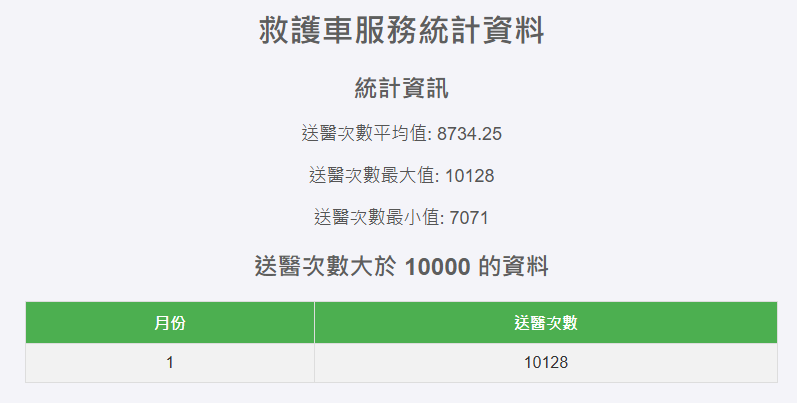 救護車服務統計資料
統計資訊
送醫次數平均值: 8734.25
送醫次數最大值: 10128
送醫次數最小值: 7071
送醫次數大於 10000 的資料
月份 送醫次數
1 10128